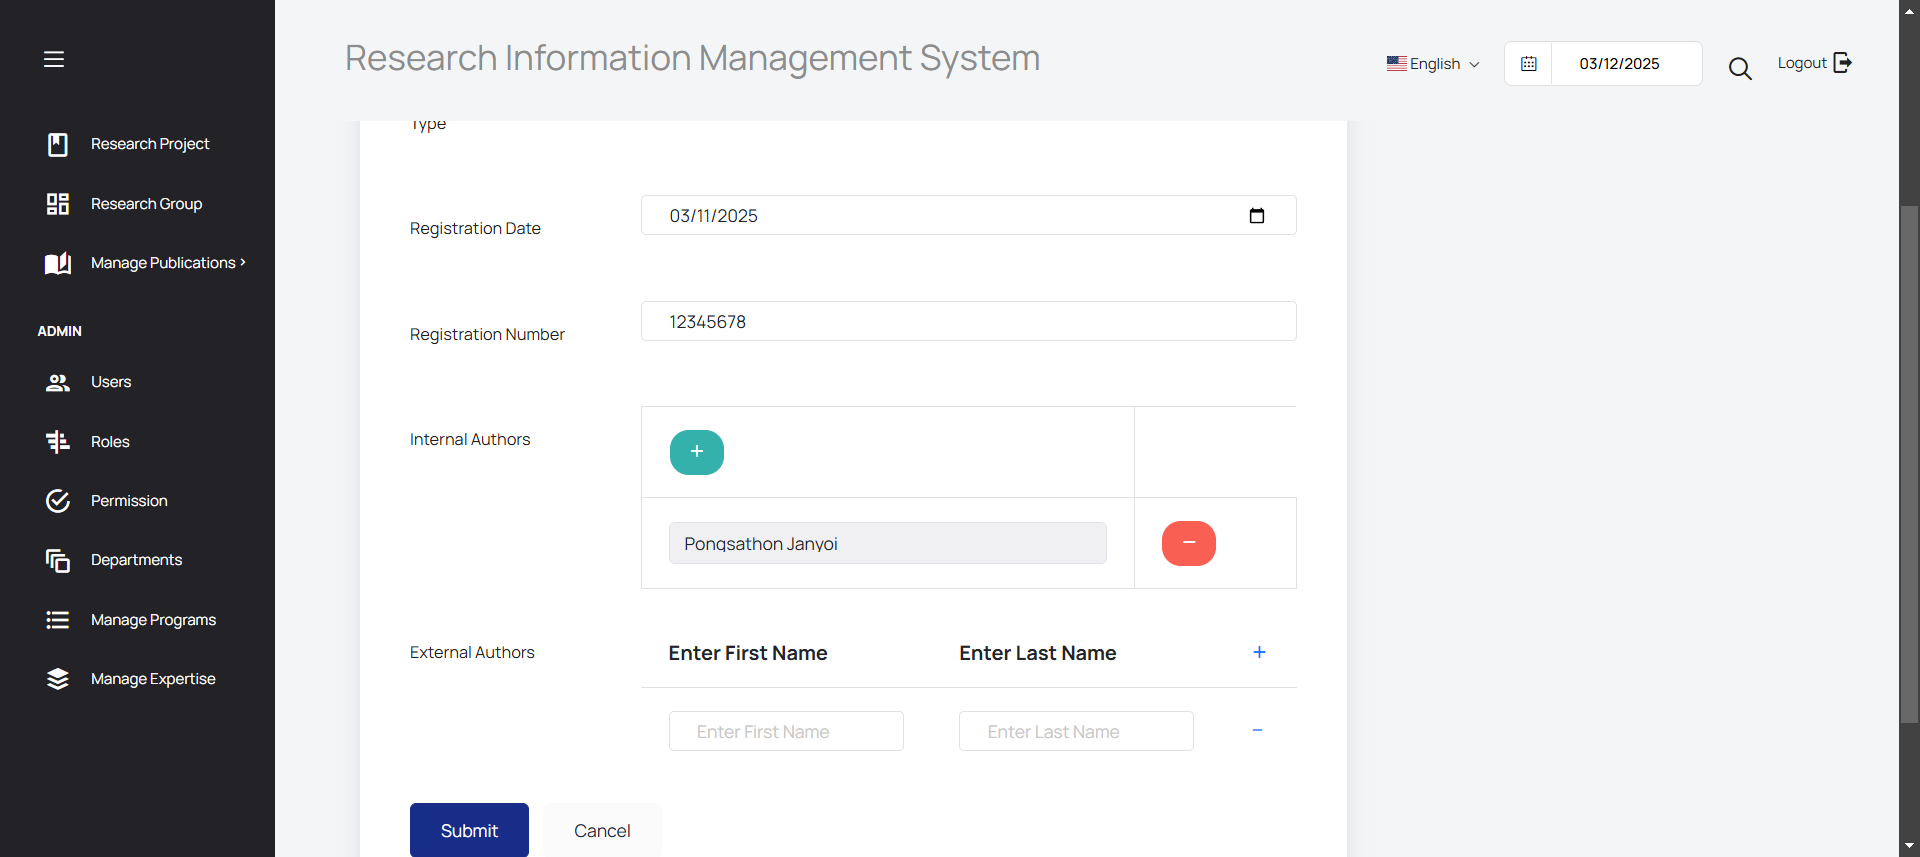 Research Information Management System
English
03/12/2025
Logout
Research Project
Research Group
Manage Publications
ADMIN
Users
Roles
Permission
Departments
Manage Programs
Manage Expertise
Type
Registration Date
03/11/2025
Registration Number
12345678
Internal Authors
+
Pongsathon Janyoi
−
External Authors
Enter First Name
Enter Last Name
+
Enter First Name
Enter Last Name
−
Submit
Cancel